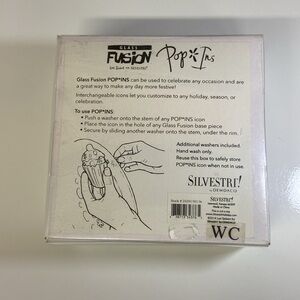 GLASS
FUSION
Pop*Ins
Glass Fusion POP*INS can be used to celebrate any occasion and are
a great way to make any day more festive!
Interchangeable icons let you customize to any holiday, season, or
celebration.
To use POP*INS:
• Push a washer onto the stem of any POP*INS icon
• Place the icon in the hole of any Glass Fusion base piece
• Secure by sliding another washer onto the stem, under the rim.
Additional washers included.
Hand wash only.
Reuse this box to safely store
POP*INS icon when not in use.
SILVESTRI!
by DEMDACO
SILVESTRI!
WC